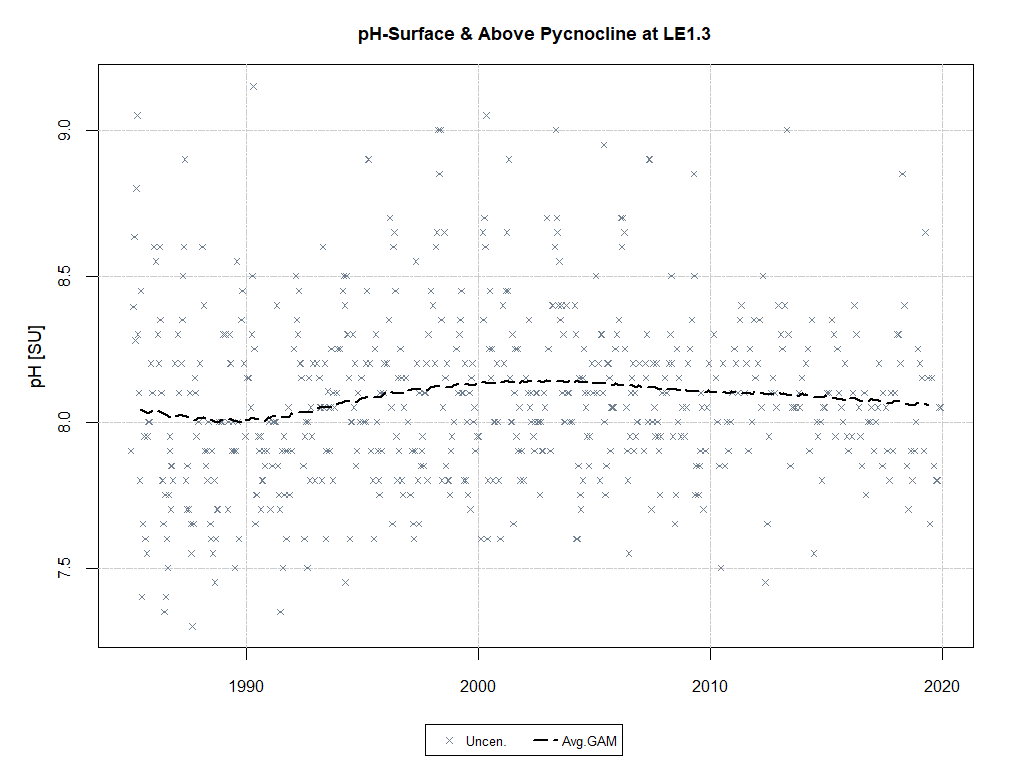 pH-Surface & Above Pycnocline at LE1.3
pH [SU]
9.0
8.5
8.0
7.5
1990 2000 2010 2020
Uncen. Avg.GAM